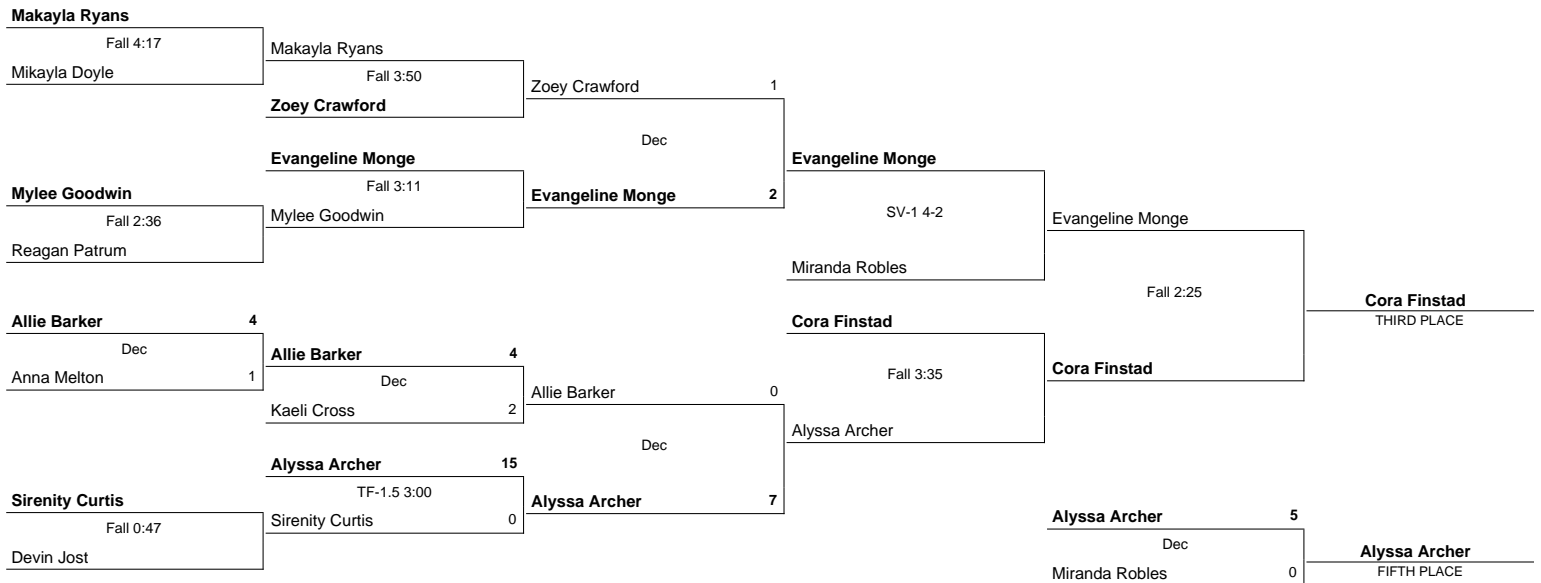 Makayla Ryans
Fall 4:17
Mikayla Doyle
Mylee Goodwin
Fall 2:36
Reagan Patrum
Allie Barker 4
Dec
Anna Melton 1
Sirenity Curtis
Fall 0:47
Devin Jost
Makayla Ryans
Fall 3:50
Zoey Crawford
Evangeline Monge
Fall 3:11
Mylee Goodwin
Allie Barker 4
Dec
Kaeli Cross 2
Alyssa Archer 15
TF-1.5 3:00
Sirenity Curtis 0
Zoey Crawford 1
Dec
Evangeline Monge 2
Allie Barker 0
Dec
Alyssa Archer 7
Evangeline Monge
SV-1 4-2
Miranda Robles
Cora Finstad
Fall 3:35
Alyssa Archer
Evangeline Monge
Fall 2:25
Cora Finstad
Cora Finstad
THIRD PLACE
Alyssa Archer 5
Dec
Miranda Robles 0
Alyssa Archer
FIFTH PLACE